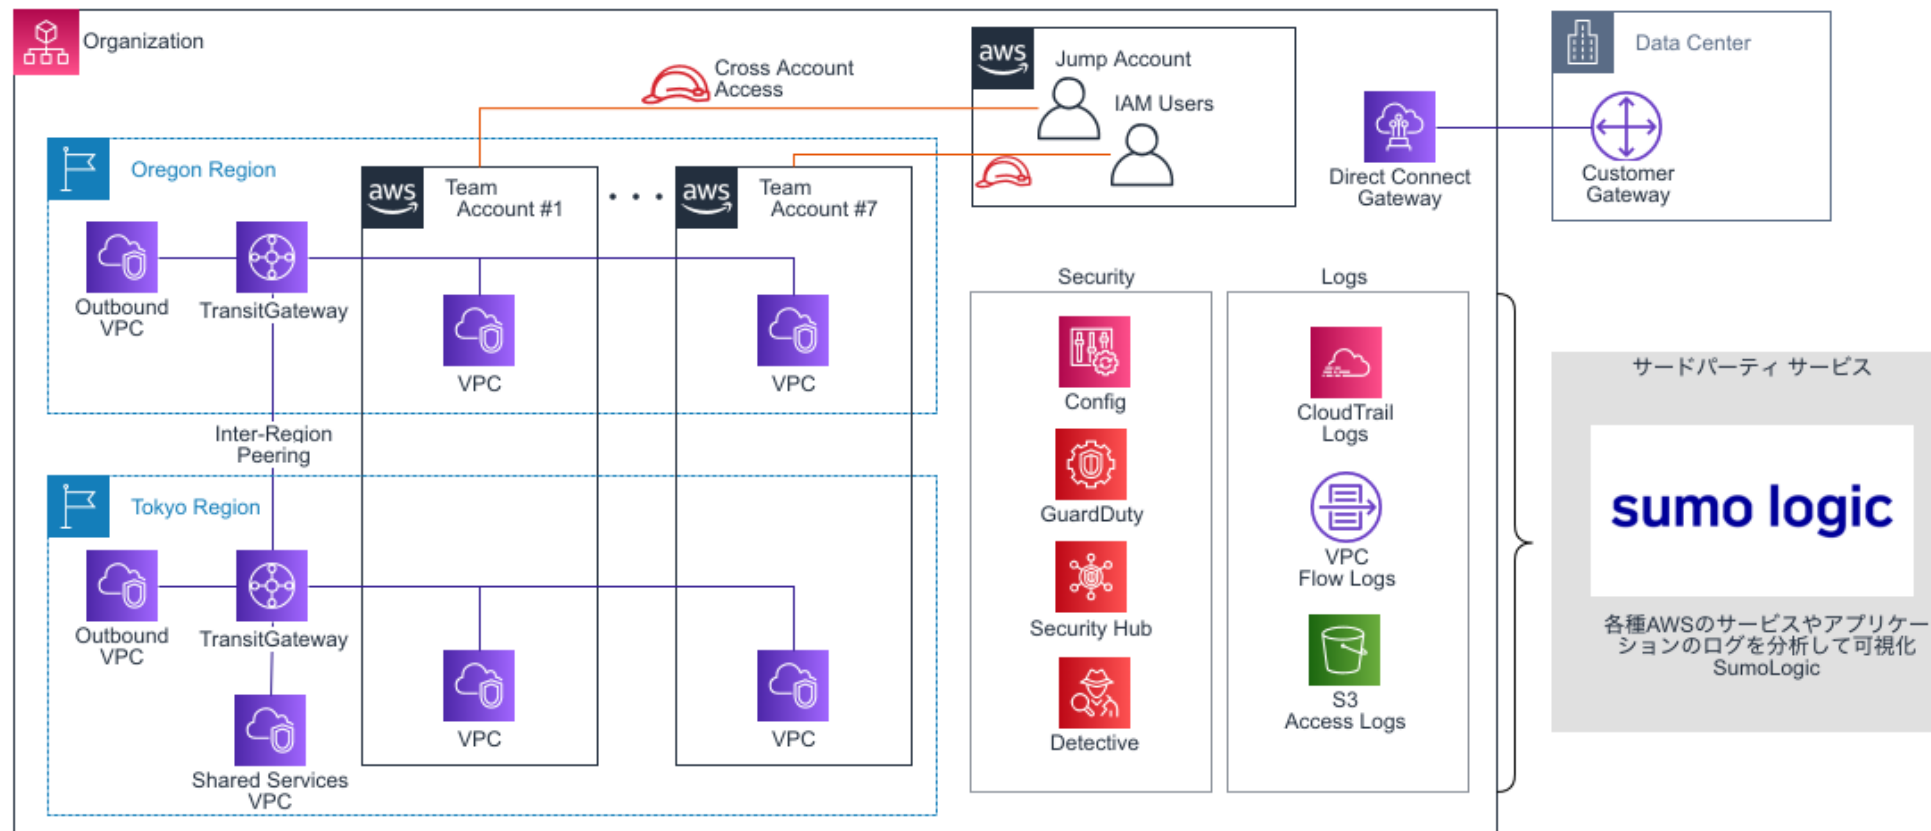 Organization
Cross Account
Access
aws
Jump Account
IAM Users
Data Center
Direct Connect
Gateway
Customer
Gateway
Oregon Region
aws
Team
Account #1
• • •
aws
Team
Account #7
Outbound
VPC
TransitGateway
VPC
VPC
Inter-Region
Peering
Tokyo Region
Outbound
VPC
TransitGateway
VPC
VPC
Shared Services
VPC
Security
Config
GuardDuty
Security Hub
Detective
Logs
CloudTrail
Logs
VPC
Flow Logs
S3
Access Logs
サードパーティ サービス
sumo logic
各種AWSのサービスやアプリケー
ションのログを分析して可視化
SumoLogic